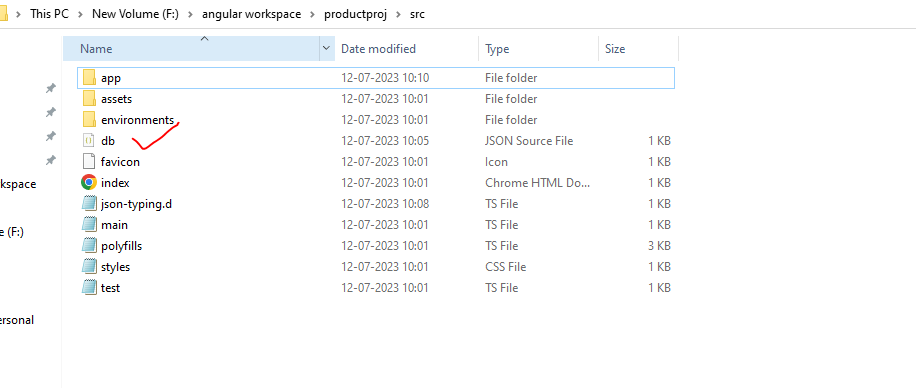 This PC > New Volume (F:) > angular workspace > productproj > src
Name Date modified Type Size
app 12-07-2023 10:10 File folder
assets 12-07-2023 10:01 File folder
environments 12-07-2023 10:01 File folder
db 12-07-2023 10:05 JSON Source File 1 KB
kspace favicon 12-07-2023 10:01 Icon 1 KB
index 12-07-2023 10:01 Chrome HTML Do... 1 KB
json-typing.d 12-07-2023 10:08 TS File 1 KB
main 12-07-2023 10:01 TS File 1 KB
e (F:) polyfills 12-07-2023 10:01 TS File 3 KB
styles 12-07-2023 10:01 CSS File 1 KB
test 12-07-2023 10:01 TS File 1 KB
ersonal